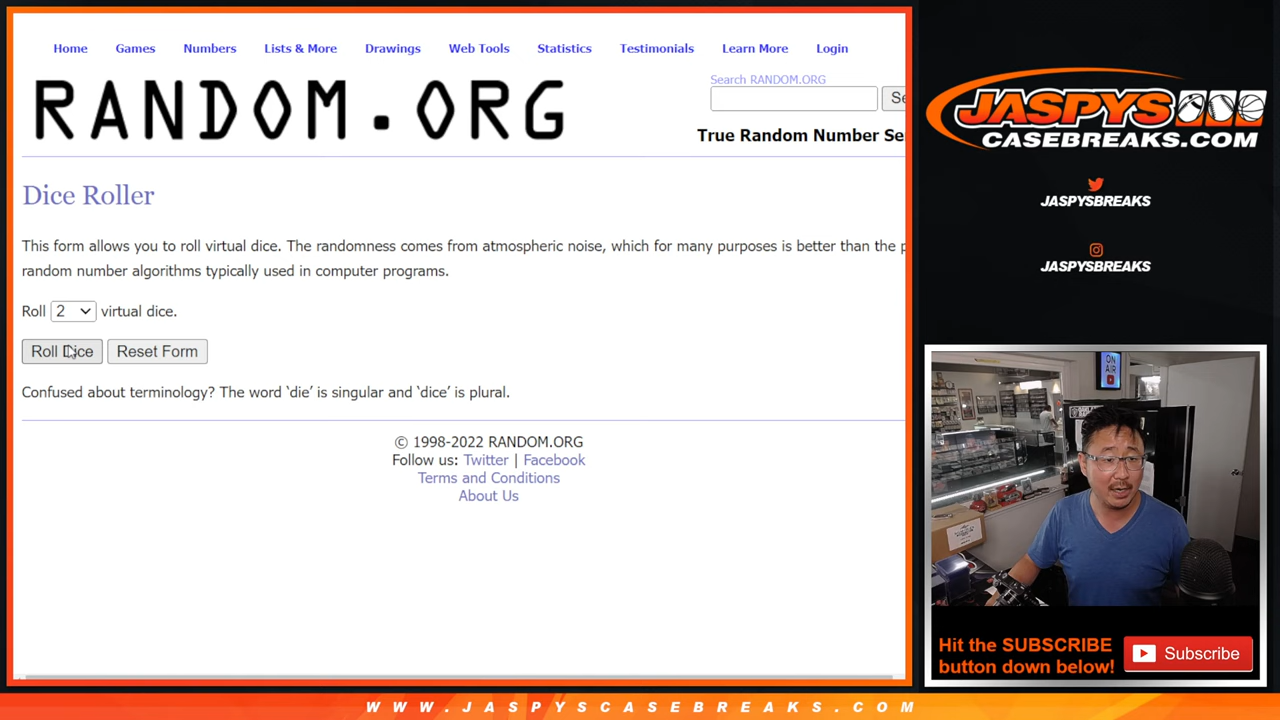 Home Games Numbers Lists & More Drawings Web Tools Statistics Testimonials Learn More Login
Search RANDOM.ORG
RANDOM.ORG
Se
True Random Number Se
Dice Roller
This form allows you to roll virtual dice. The randomness comes from atmospheric noise, which for many purposes is better than the p
random number algorithms typically used in computer programs.
Roll 2 virtual dice.
Roll Dice Reset Form
Confused about terminology? The word ‘die’ is singular and ‘dice’ is plural.
© 1998-2022 RANDOM.ORG
Follow us: Twitter | Facebook
Terms and Conditions
About Us
JASPYS
CASEBREAKS.COM
JASPYSBREAKS
JASPYSBREAKS
ON
AIR
Hit the SUBSCRIBE
button down below!
Subscribe
WWW.JASPYSCASEBREAKS.COM